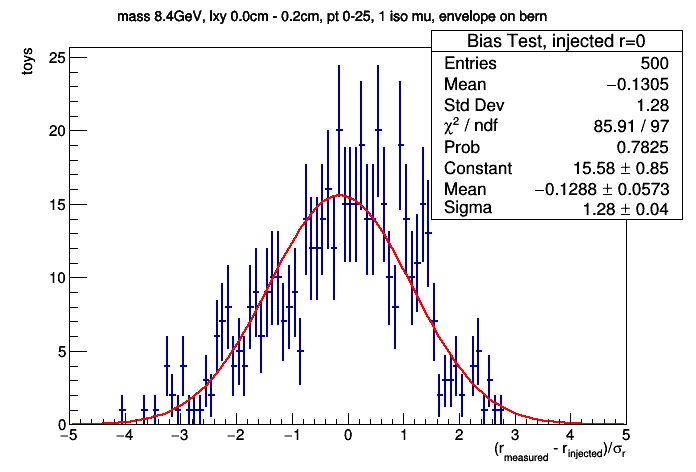 mass 8.4GeV, lxy 0.0cm - 0.2cm, pt 0-25, 1 iso mu, envelope on bern
Bias Test, injected r=0
Entries 500
Mean −0.1305
Std Dev 1.28
χ² / ndf 85.91 / 97
Prob 0.7825
Constant 15.58 ± 0.85
Mean −0.1288 ± 0.0573
Sigma 1.28 ± 0.04
toys
25
20
15
10
5
0
−5 −4 −3 −2 −1 0 1 2 3 4 5
(r_measured - r_injected)/σ_r